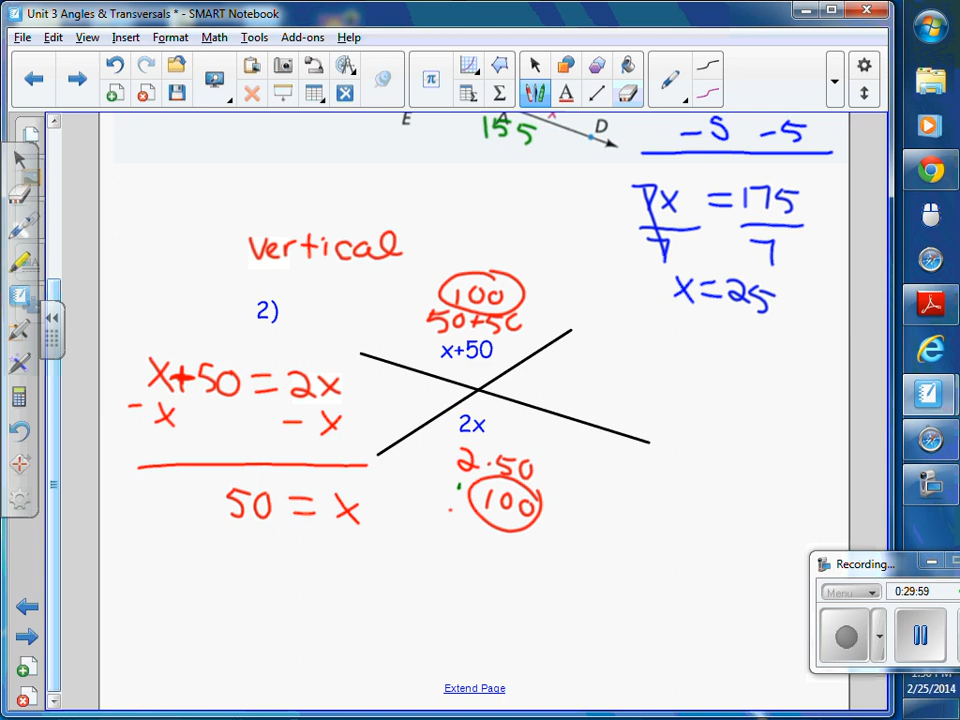 Unit 3 Angles & Transversals * - SMART Notebook
File Edit View Insert Format Math Tools Add-ons Help
E A x D
155
-5 -5
7x = 175
7 7
x=25
vertical
2)
100
50+50
x+50
x+50 = 2x
-x -x
50 = x
2x
2·50
100
Recording...
Menu
0:29:59
2/25/2014
Extend Page